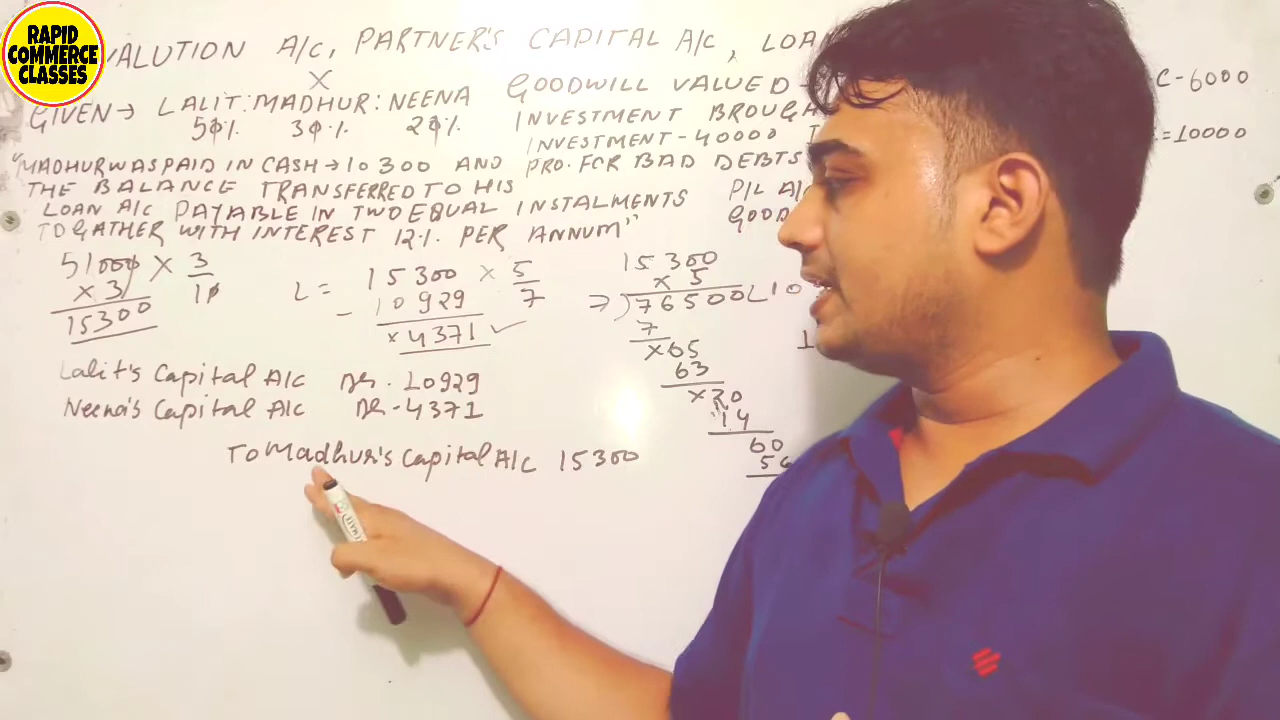 RAPID
COMMERCE
CLASSES
VALUTION A/C, PARTNER'S CAPITAL A/C, LOA
X
GIVEN → LALIT : MADHUR : NEENA
50% 30% 20%
"MADHUR WAS PAID IN CASH → 10300 AND
THE BALANCE TRANSFERRED TO HIS
LOAN A/C PAYABLE IN TWO EQUAL INSTALMENTS
TOGATHER WITH INTEREST 12% PER ANNUM"
GOODWILL VALUED C - 6000
INVESTMENT BROUGH
INVESTMENT - 40000 = 10000
PRO. FOR BAD DEBTS
P/L A/C
GOOD
51000 × 3/10
× 3
15300
L = 15300 × 5/7
- 10929
× 4371 ✓
15300
× 5
7)76500(10
7
×65
63
×20
14
60
56
Lalit's Capital A/c Dr. 10929
Neena's Capital A/c Dr - 4371
To Madhur's Capital A/c 15300